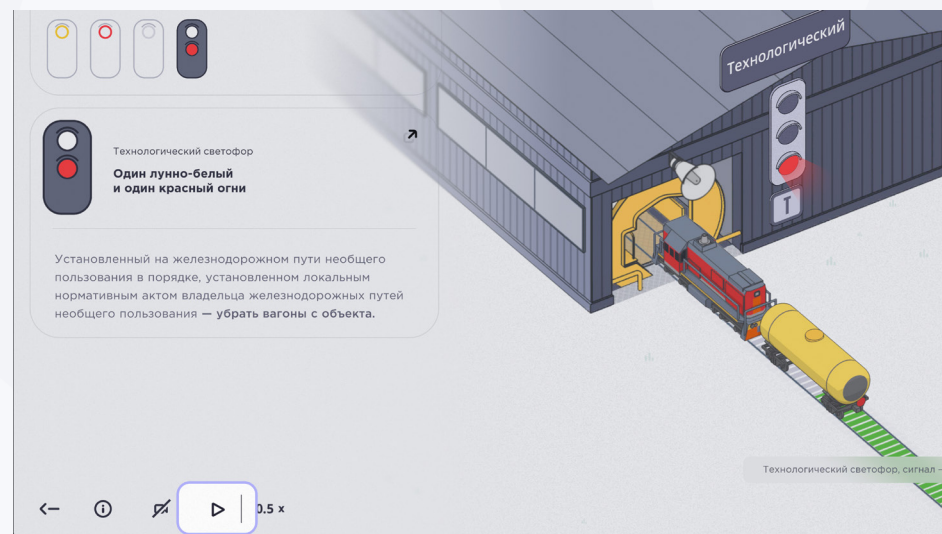 Технологический
Т
Технологический светофор
Один лунно-белый
и один красный огни
Установленный на железнодорожном пути необщего
пользования в порядке, установленном локальным
нормативным актом владельца железнодорожных путей
необщего пользования — убрать вагоны с объекта.
Технологический светофор, сигнал –
0.5 x